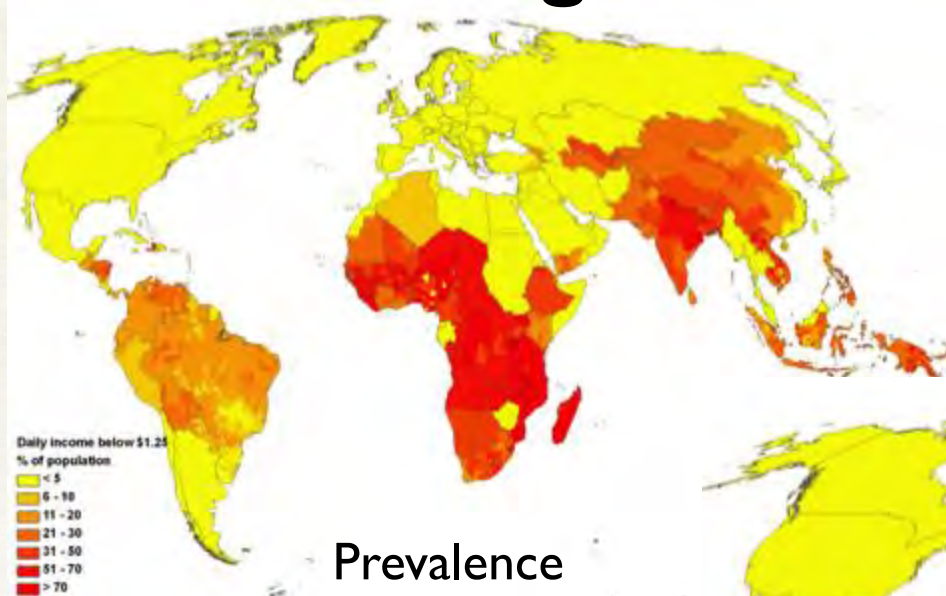 Daily income below $1.25
% of population
< 5
6 - 10
11 - 20
21 - 30
31 - 50
51 - 70
> 70
Prevalence